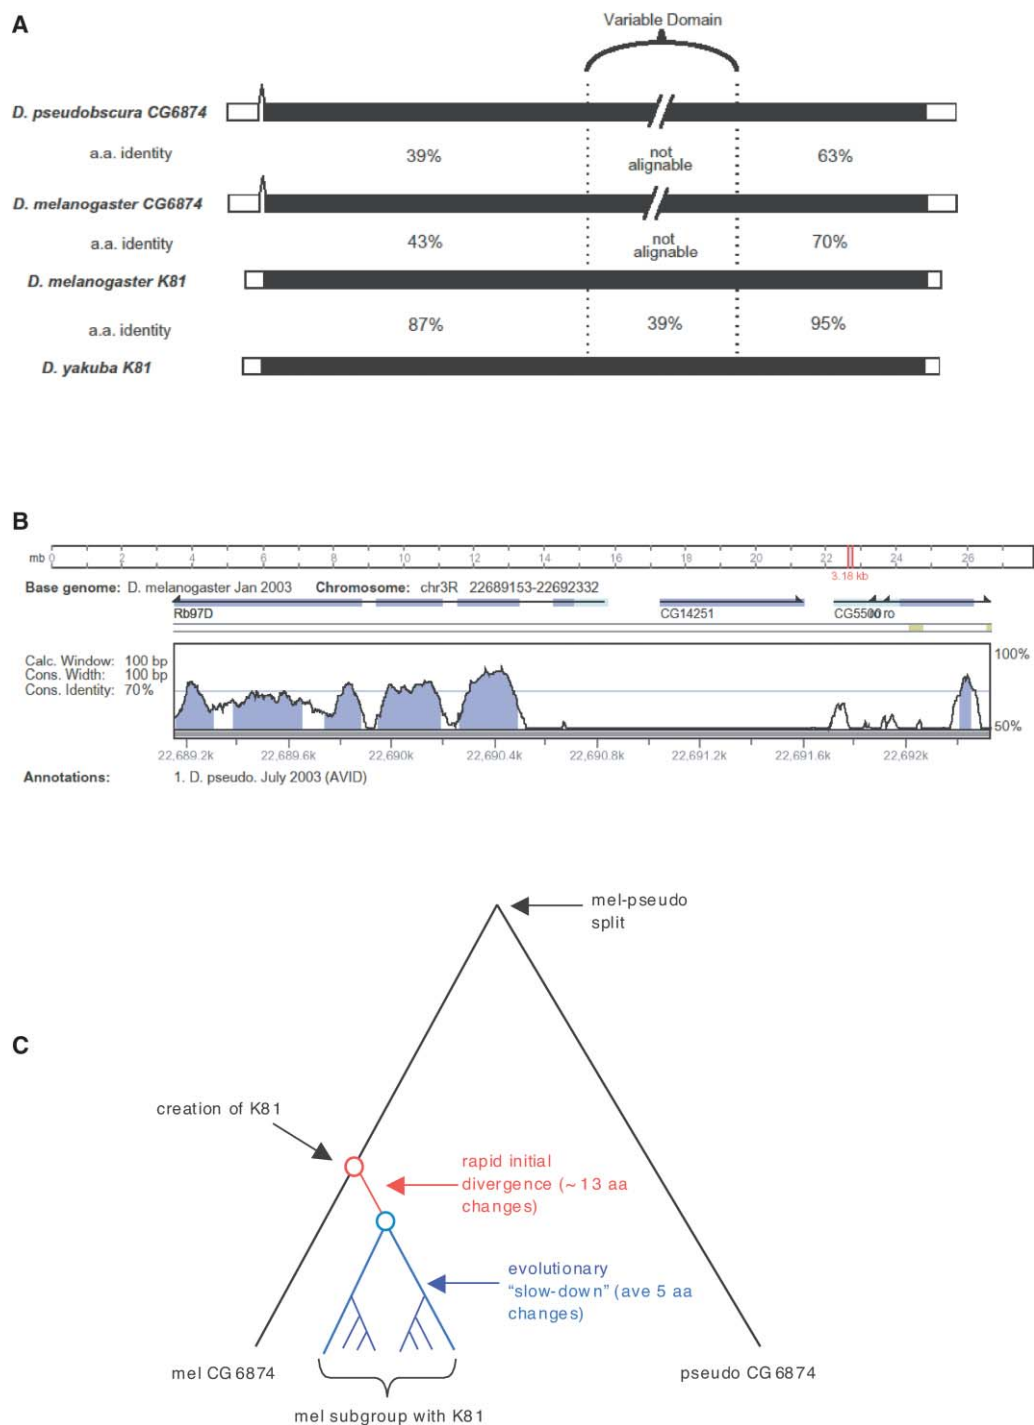 A
Variable Domain
D. pseudobscura CG6874
a.a. identity 39% not alignable 63%
D. melanogaster CG6874
a.a. identity 43% not alignable 70%
D. melanogaster K81
a.a. identity 87% 39% 95%
D. yakuba K81
B
mb 0 2 4 6 8 10 12 14 16 18 20 22 24 26
3.18 kb
Base genome: D. melanogaster Jan 2003 Chromosome: chr3R 22689153-22692332
Rb97D CG14251 CG5500 ro
100%
Calc. Window: 100 bp
Cons. Width: 100 bp
Cons. Identity: 70%
50%
22,689.2k 22,689.6k 22,690k 22,690.4k 22,690.8k 22,691.2k 22,691.6k 22,692k
Annotations: 1. D. pseudo. July 2003 (AVID)
C
mel-pseudo
split
creation of K81
rapid initial
divergence (~13 aa
changes)
evolutionary
“slow-down” (ave 5 aa
changes)
mel CG6874 pseudo CG6874
mel subgroup with K81